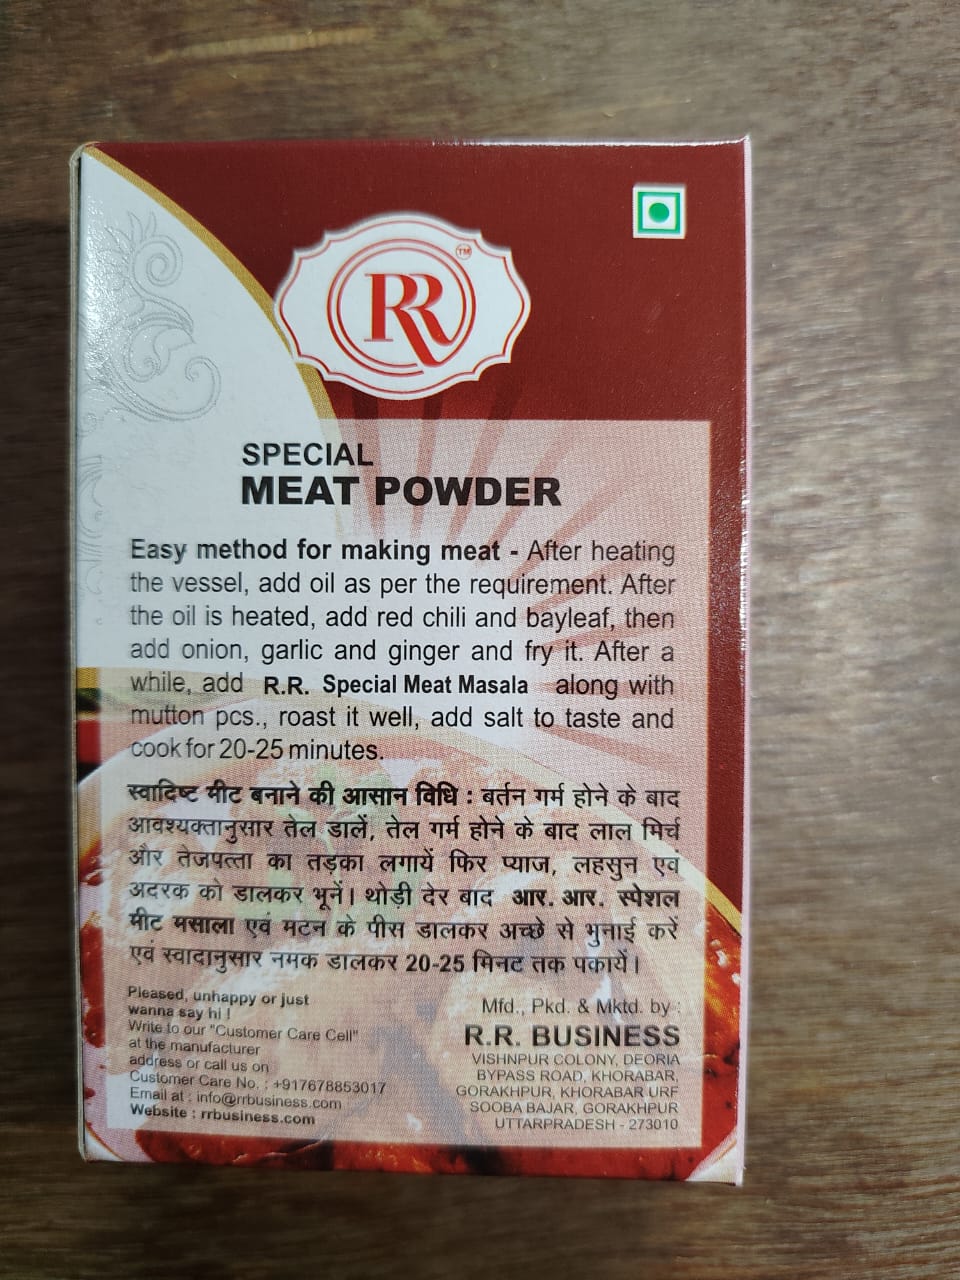 RR
TM
SPECIAL
MEAT POWDER
Easy method for making meat - After heating
the vessel, add oil as per the requirement. After
the oil is heated, add red chili and bayleaf, then
add onion, garlic and ginger and fry it. After a
while, add R.R. Special Meat Masala along with
mutton pcs., roast it well, add salt to taste and
cook for 20-25 minutes.
स्वादिष्ट मीट बनाने की आसान विधि : बर्तन गर्म होने के बाद
आवश्यक्तानुसार तेल डालें, तेल गर्म होने के बाद लाल मिर्च
और तेजपत्ता का तड़का लगायें फिर प्याज, लहसुन एवं
अदरक को डालकर भूनें। थोड़ी देर बाद आर. आर. स्पेशल
मीट मसाला एवं मटन के पीस डालकर अच्छे से भुनाई करें
एवं स्वादानुसार नमक डालकर 20-25 मिनट तक पकायें।
Pleased, unhappy or just
wanna say hi !
Write to our "Customer Care Cell"
at the manufacturer
address or call us on
Customer Care No. : +917678853017
Email at : info@rrbusiness.com
Website : rrbusiness.com
Mfd., Pkd. & Mktd. by :
R.R. BUSINESS
VISHNPUR COLONY, DEORIA
BYPASS ROAD, KHORABAR,
GORAKHPUR, KHORABAR URF
SOOBA BAJAR, GORAKHPUR
UTTARPRADESH - 273010